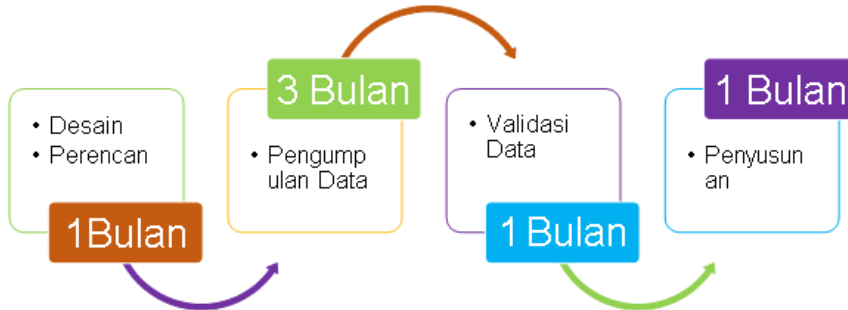 • Desain
• Perencan
1Bulan
3 Bulan
• Pengump
ulan Data
• Validasi
Data
1 Bulan
1 Bulan
• Penyusun
an